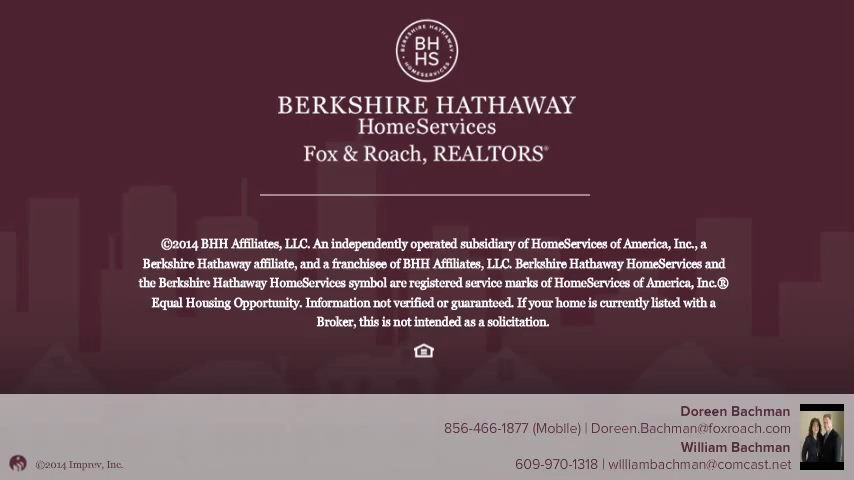 BERKSHIRE HATHAWAY
BH
HS
HOMESERVICES
BERKSHIRE HATHAWAY
HomeServices
Fox & Roach, REALTORS®
©2014 BHH Affiliates, LLC. An independently operated subsidiary of HomeServices of America, Inc., a
Berkshire Hathaway affiliate, and a franchisee of BHH Affiliates, LLC. Berkshire Hathaway HomeServices and
the Berkshire Hathaway HomeServices symbol are registered service marks of HomeServices of America, Inc.®
Equal Housing Opportunity. Information not verified or guaranteed. If your home is currently listed with a
Broker, this is not intended as a solicitation.
Doreen Bachman
856-466-1877 (Mobile) | Doreen.Bachman@foxroach.com
William Bachman
609-970-1318 | williambachman@comcast.net
©2014 Imprev, Inc.